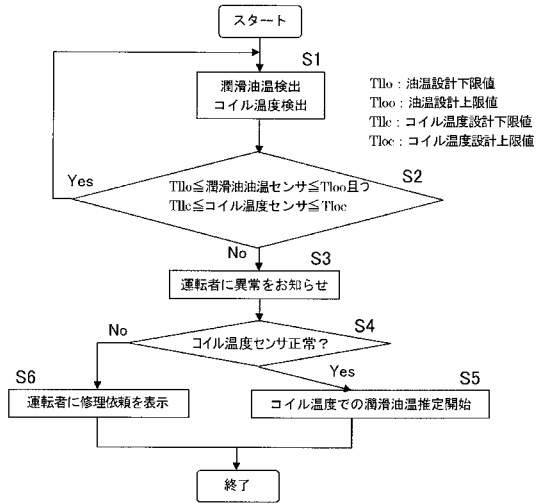 スタート
S1
潤滑油温検出
コイル温度検出
Tllo：油温設計下限値
Tloo：油温設計上限値
Tllc：コイル温度設計下限値
Tloc：コイル温度設計上限値
S2
Yes
Tllo≦潤滑油油温センサ≦Tloo且つ
Tllc≦コイル温度センサ≦Tloc
No
S3
運転者に異常をお知らせ
S4
No
コイル温度センサ正常？
Yes
S6
運転者に修理依頼を表示
S5
コイル温度での潤滑油温推定開始
終了